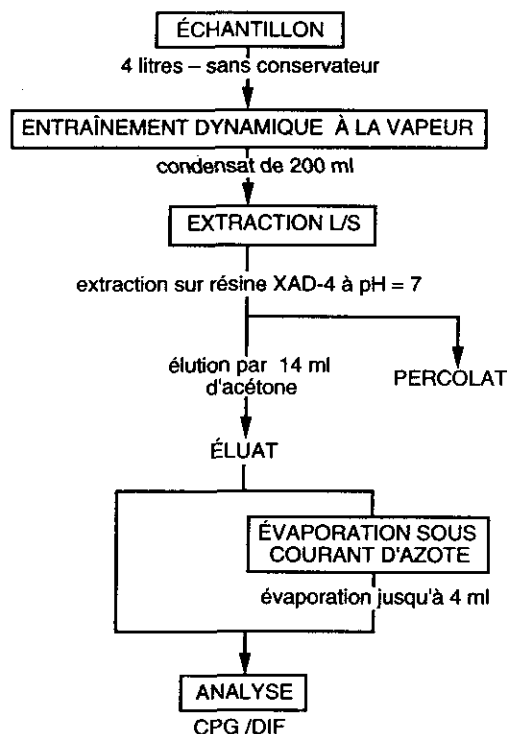 ÉCHANTILLON
4 litres – sans conservateur
ENTRAÎNEMENT DYNAMIQUE À LA VAPEUR
condensat de 200 ml
EXTRACTION L/S
extraction sur résine XAD-4 à pH = 7
élution par 14 ml
d'acétone
PERCOLAT
ÉLUAT
ÉVAPORATION SOUS
COURANT D'AZOTE
évaporation jusqu'à 4 ml
ANALYSE
CPG /DIF